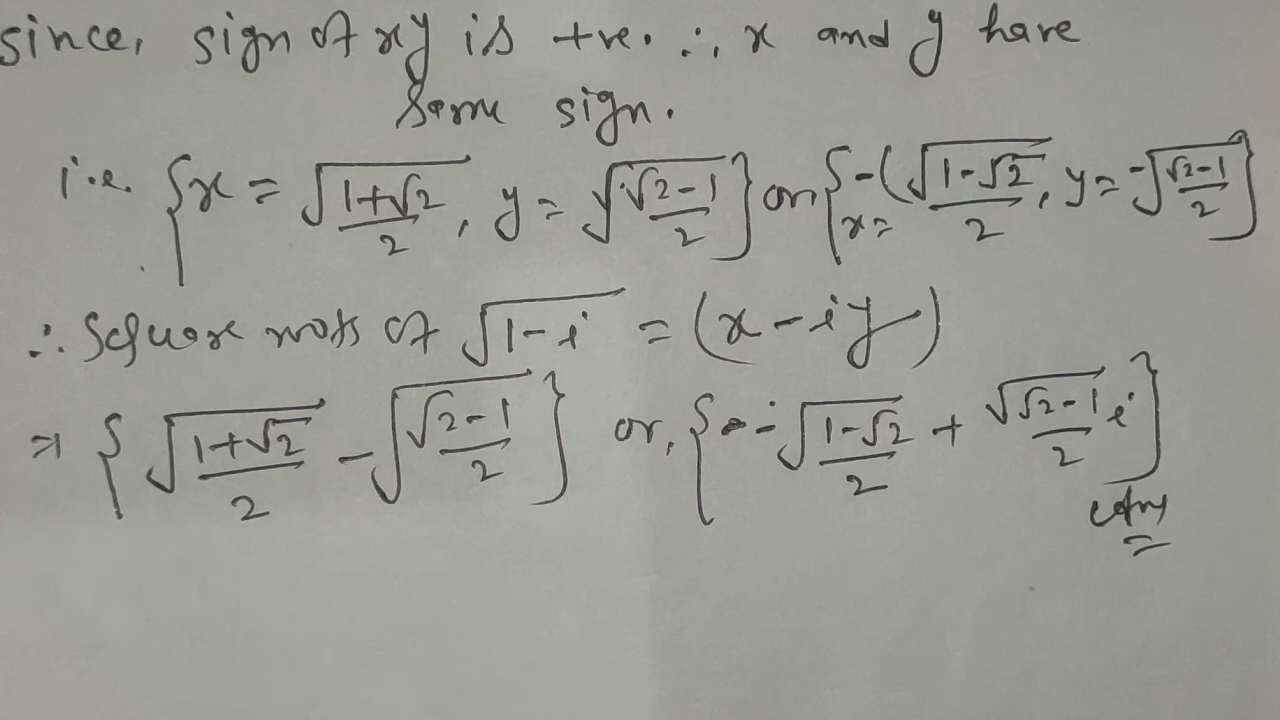 since, sign of xy is +ve. ∴ x and y have
same sign.
i.e. {x = √(1+√2)/2, y = √(√2-1)/2} or {x = -(√(1-√2)/2, y = -√(√2-1)/2}
∴ Square roots of √1-i = (x - iy)
⇒ {√(1+√2)/2 - √(√2-1)/2} or, {-√(1-√2)/2 + √(√2-1)/2 i}
Ans